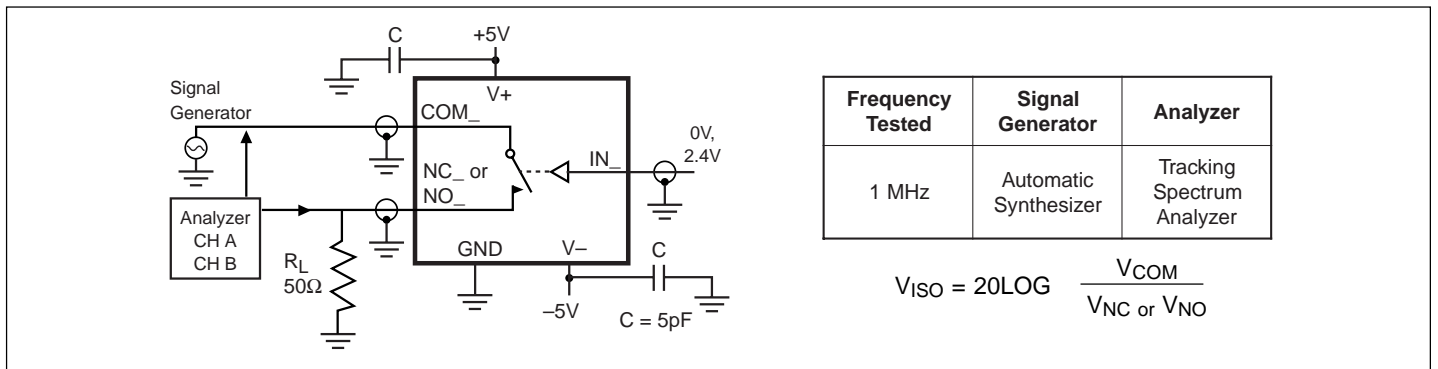 C
+5V
Signal
Generator
V+
COM_
NC_ or
NO_
IN_
0V,
2.4V
Analyzer
CH A
CH B
RL
50Ω
GND
V–
C
–5V
C = 5pF
Frequency
Tested
Signal
Generator
Analyzer
1 MHz
Automatic
Synthesizer
Tracking
Spectrum
Analyzer
VISO = 20LOG VCOM
VNC or VNO